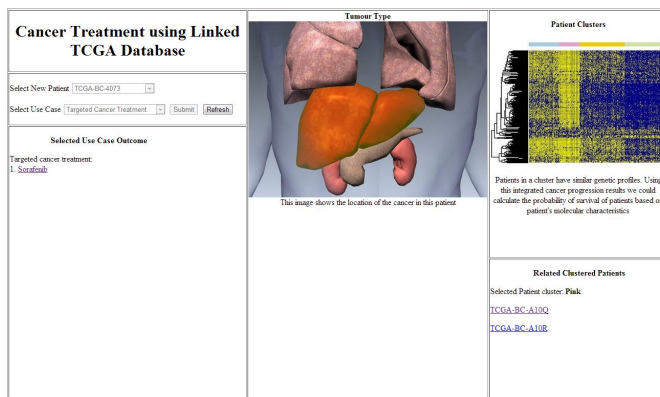 Cancer Treatment using Linked
TCGA Database
Select New Patient TCGA-BC-4073
Select Use Case Targeted Cancer Treatment Submit Refresh
Selected Use Case Outcome
Targeted cancer treatment:
1. Sorafenib
Tumour Type
This image shows the location of the cancer in this patient
Patient Clusters
Patients in a cluster have similar genetic profiles. Using
this integrated cancer progression results we could
calculate the probability of survival of patients based o
patient's molecular characteristics
Related Clustered Patients
Selected Patient cluster: Pink
TCGA-BC-A10Q
TCGA-BC-A10R